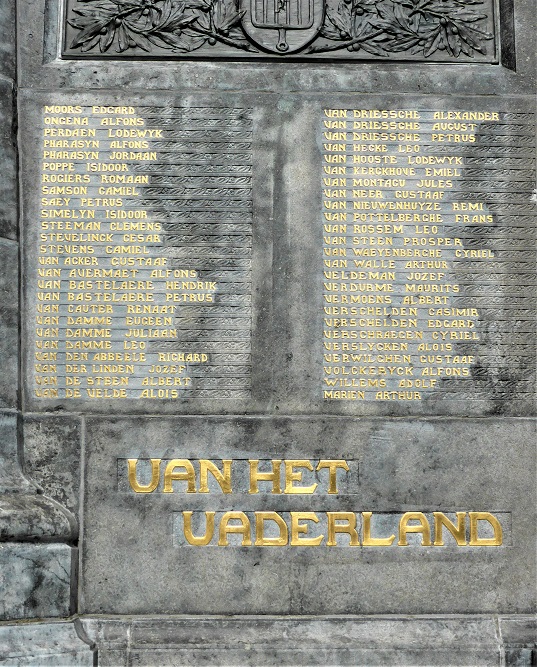 MOORS EDGARD
ONGENA ALFONS
PERDAEN LODEWYK
PHARASYN ALFONS
PHARASYN JORDAAN
POPPE ISIDOOR
ROGIERS ROMAAN
SAMSON CAMIEL
SAEY PETRUS
SIMELYN ISIDOOR
STEEMAN CLEMENS
STEVELINCK CESAR
STEVENS CAMIEL
VAN ACKER GUSTAAF
VAN AVERMAET ALFONS
VAN BASTELAERE HENDRIK
VAN BASTELAERE PETRUS
VAN CAUTER RENAAT
VAN DAMME EUGEEN
VAN DAMME JULIAAN
VAN DAMME LEO
VAN DEN ABBEELE RICHARD
VAN DER LINDEN JOZEF
VAN DE STEEN ALBERT
VAN DE VELDE ALOIS
VAN DRIESSCHE ALEXANDER
VAN DRIESSCHE AUGUST
VAN DRIESSCHE PETRUS
VAN HECKE LEO
VAN HOOSTE LODEWYK
VAN KERCKHOVE EMIEL
VAN MONTAGU JULES
VAN NEER GUSTAAF
VAN NIEUWENHUYZE REMI
VAN POTTELBERGHE FRANS
VAN ROSSEM LEO
VAN STEEN PROSPER
VAN WAEYENBERGHE CYRIEL
VAN WALLE ARTHUR
VELDEMAN JOZEF
VERDURME MAURITS
VERMOENS ALBERT
VERSCHELDEN CASIMIR
VERSCHELDEN EDGARD
VERSCHRAEGEN CYRIEL
VERSLYCKEN ALOIS
VERWILGHEN GUSTAAF
VOLCKERYCK ALFONS
WILLEMS ADOLF
MARIËN ARTHUR
VAN HET
VADERLAND